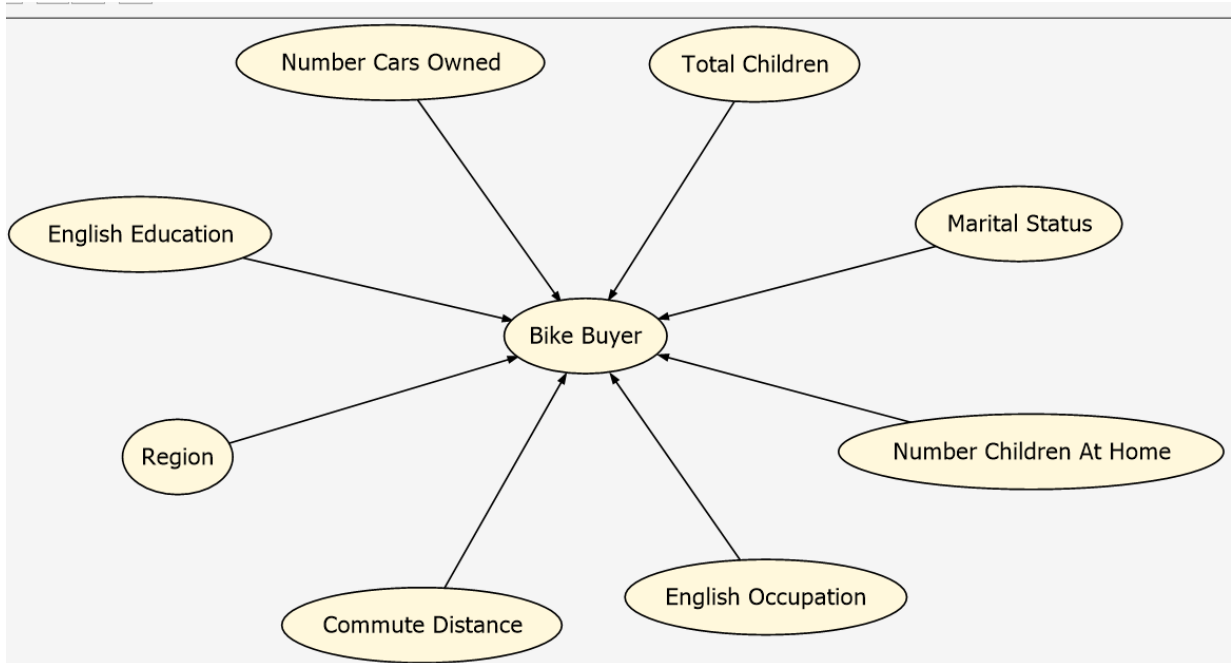 Number Cars Owned
Total Children
English Education
Marital Status
Bike Buyer
Region
Number Children At Home
Commute Distance
English Occupation